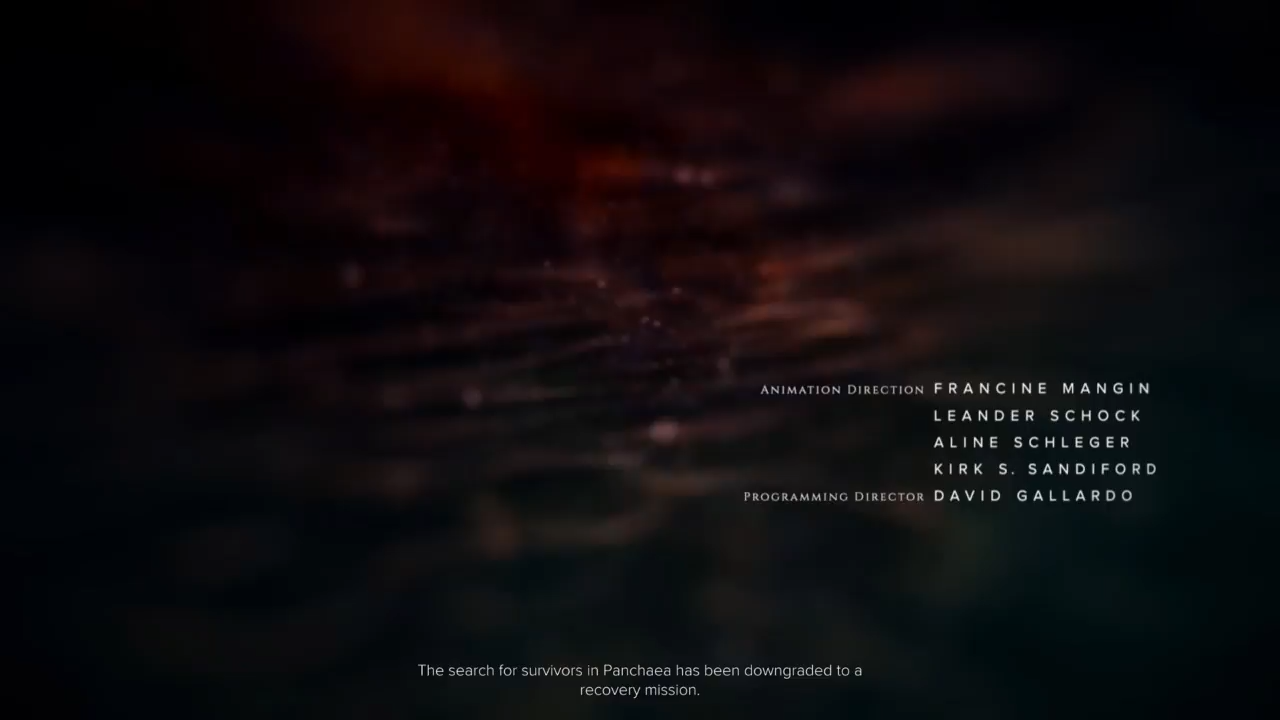 Animation Direction FRANCINE MANGIN
LEANDER SCHOCK
ALINE SCHLEGER
KIRK S. SANDIFORD
Programming Director DAVID GALLARDO
The search for survivors in Panchaea has been downgraded to a
recovery mission.